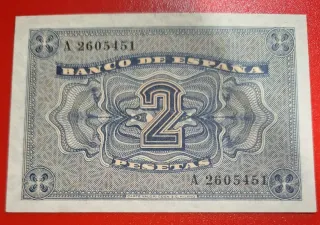 A 2605451
BANCO DE ESPAÑA
2
PESETAS
A 2605451